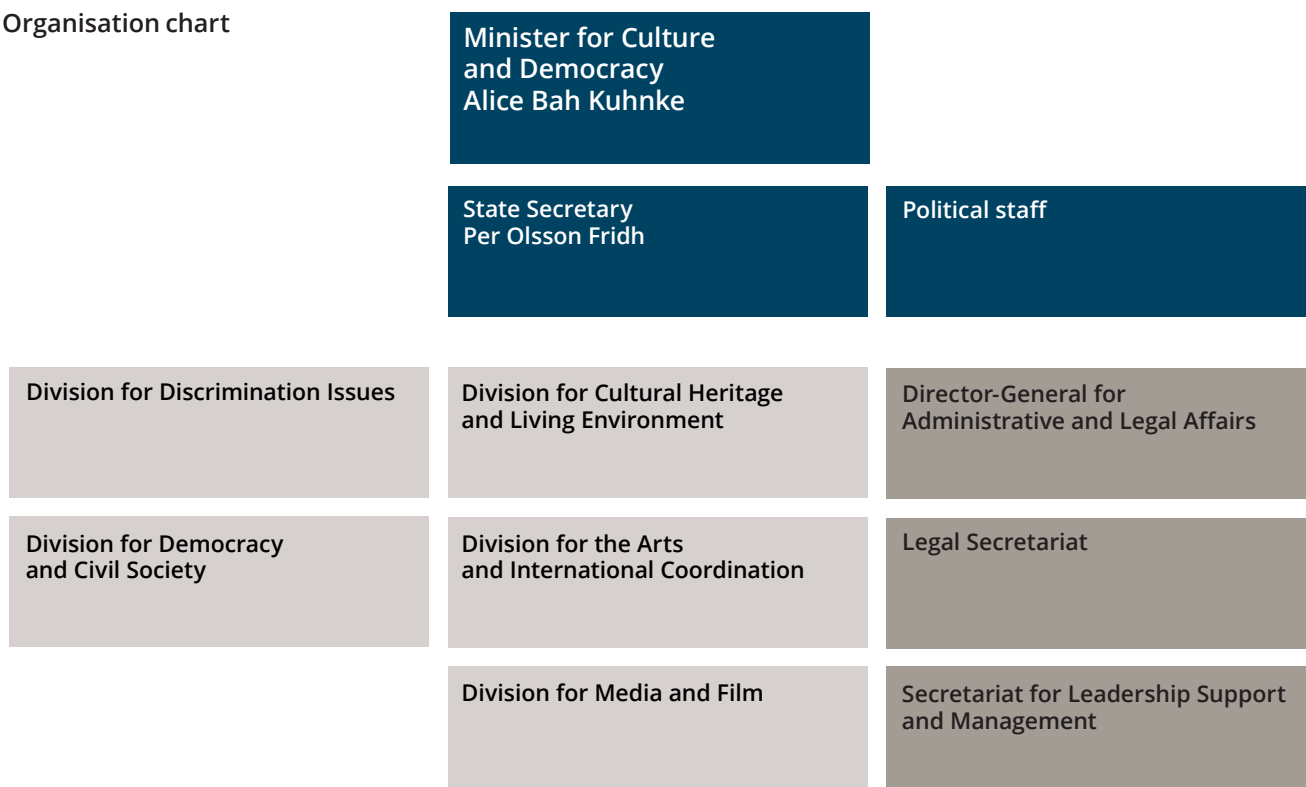 Organisation chart
Minister for Culture
and Democracy
Alice Bah Kuhnke
State Secretary
Per Olsson Fridh
Political staff
Division for Discrimination Issues
Division for Cultural Heritage
and Living Environment
Director-General for
Administrative and Legal Affairs
Division for Democracy
and Civil Society
Division for the Arts
and International Coordination
Legal Secretariat
Division for Media and Film
Secretariat for Leadership Support
and Management